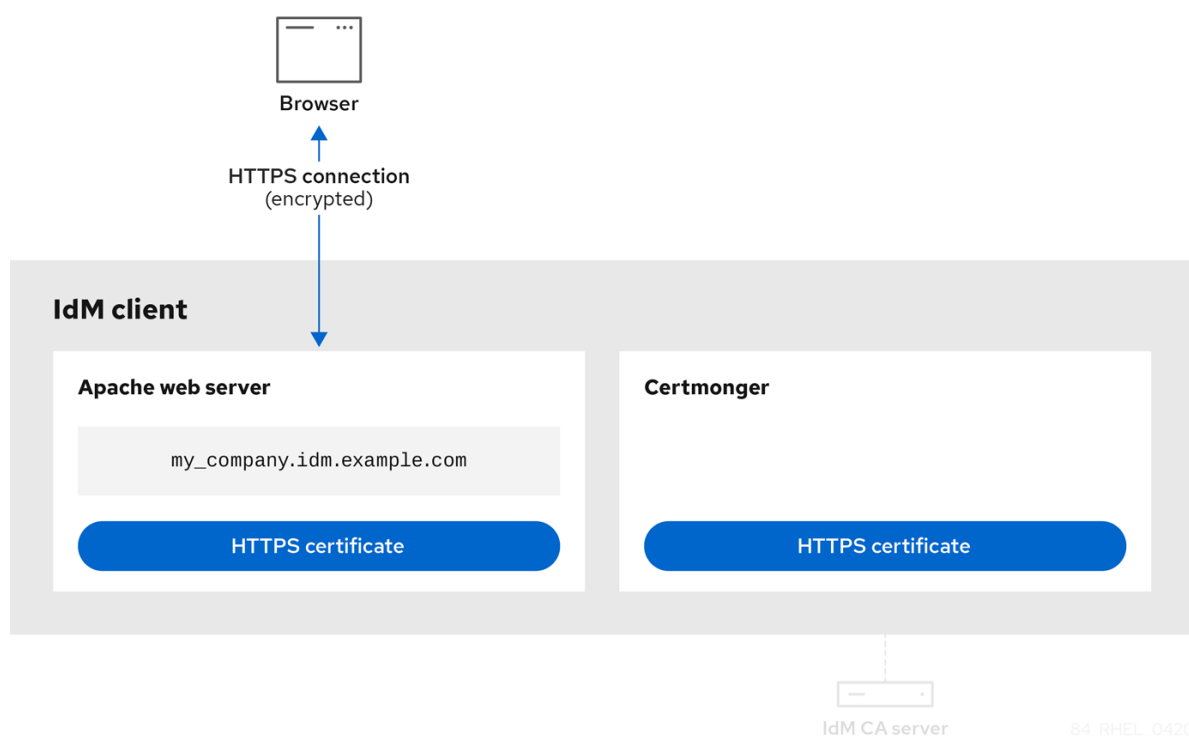 Browser
HTTPS connection
(encrypted)
IdM client
Apache web server
my_company.idm.example.com
HTTPS certificate
Certmonger
HTTPS certificate
IdM CA server
84_RHEL_0420